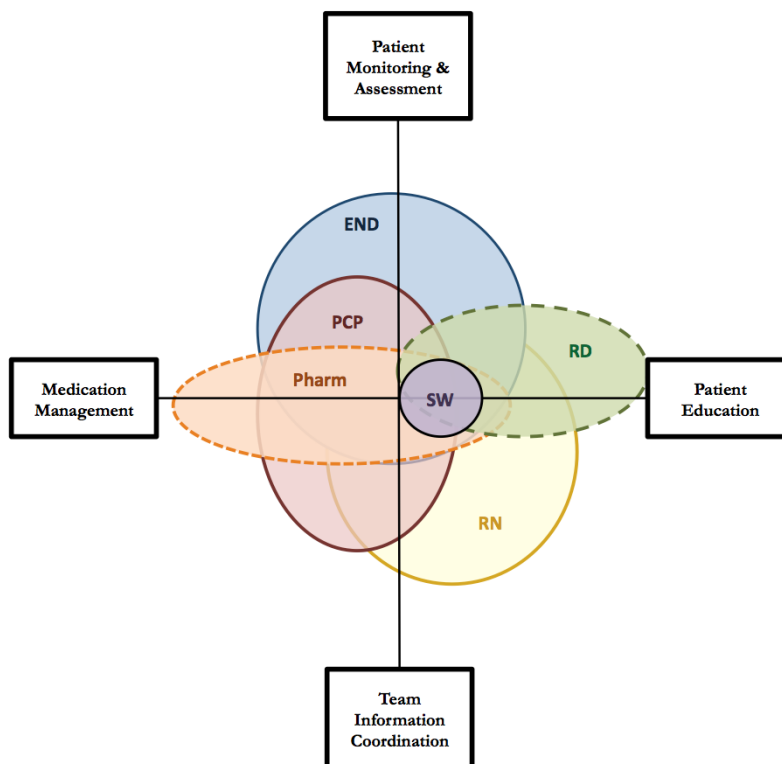 Patient
Monitoring &
Assessment
END
PCP
RD
Pharm
Medication
Management
SW
Patient
Education
RN
Team
Information
Coordination